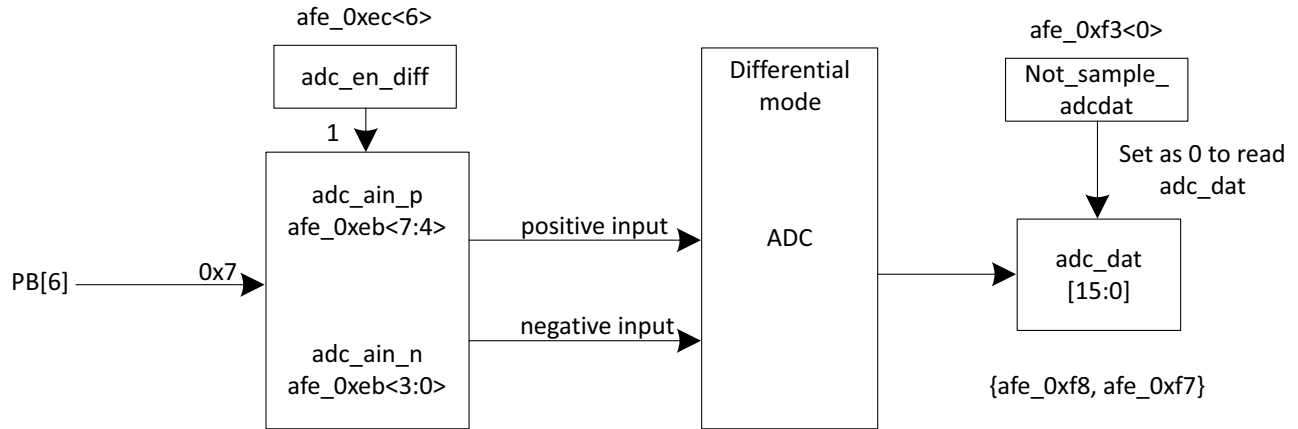 afe_0xec<6>
adc_en_diff
1
PB[6]
0x7
adc_ain_p
afe_0xeb<7:4>
adc_ain_n
afe_0xeb<3:0>
positive input
negative input
Differential
mode
ADC
afe_0xf3<0>
Not_sample_
adcdat
Set as 0 to read
adc_dat
adc_dat
[15:0]
{afe_0xf8, afe_0xf7}